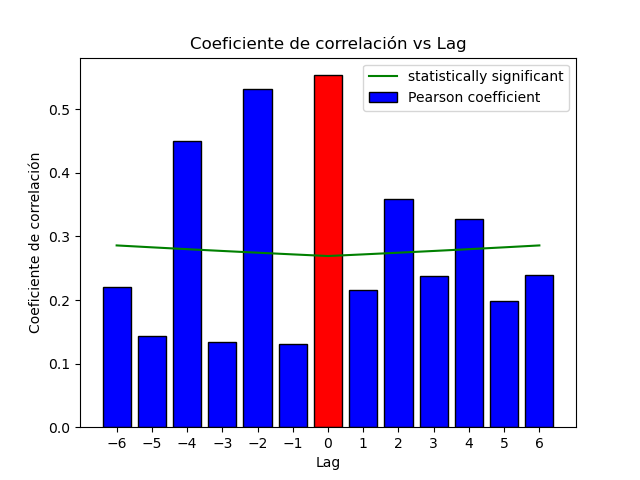 Coeficiente de correlación vs Lag
statistically significant
Pearson coefficient
Coeficiente de correlación
0.5
0.4
0.3
0.2
0.1
0.0
−6 −5 −4 −3 −2 −1 0 1 2 3 4 5 6
Lag